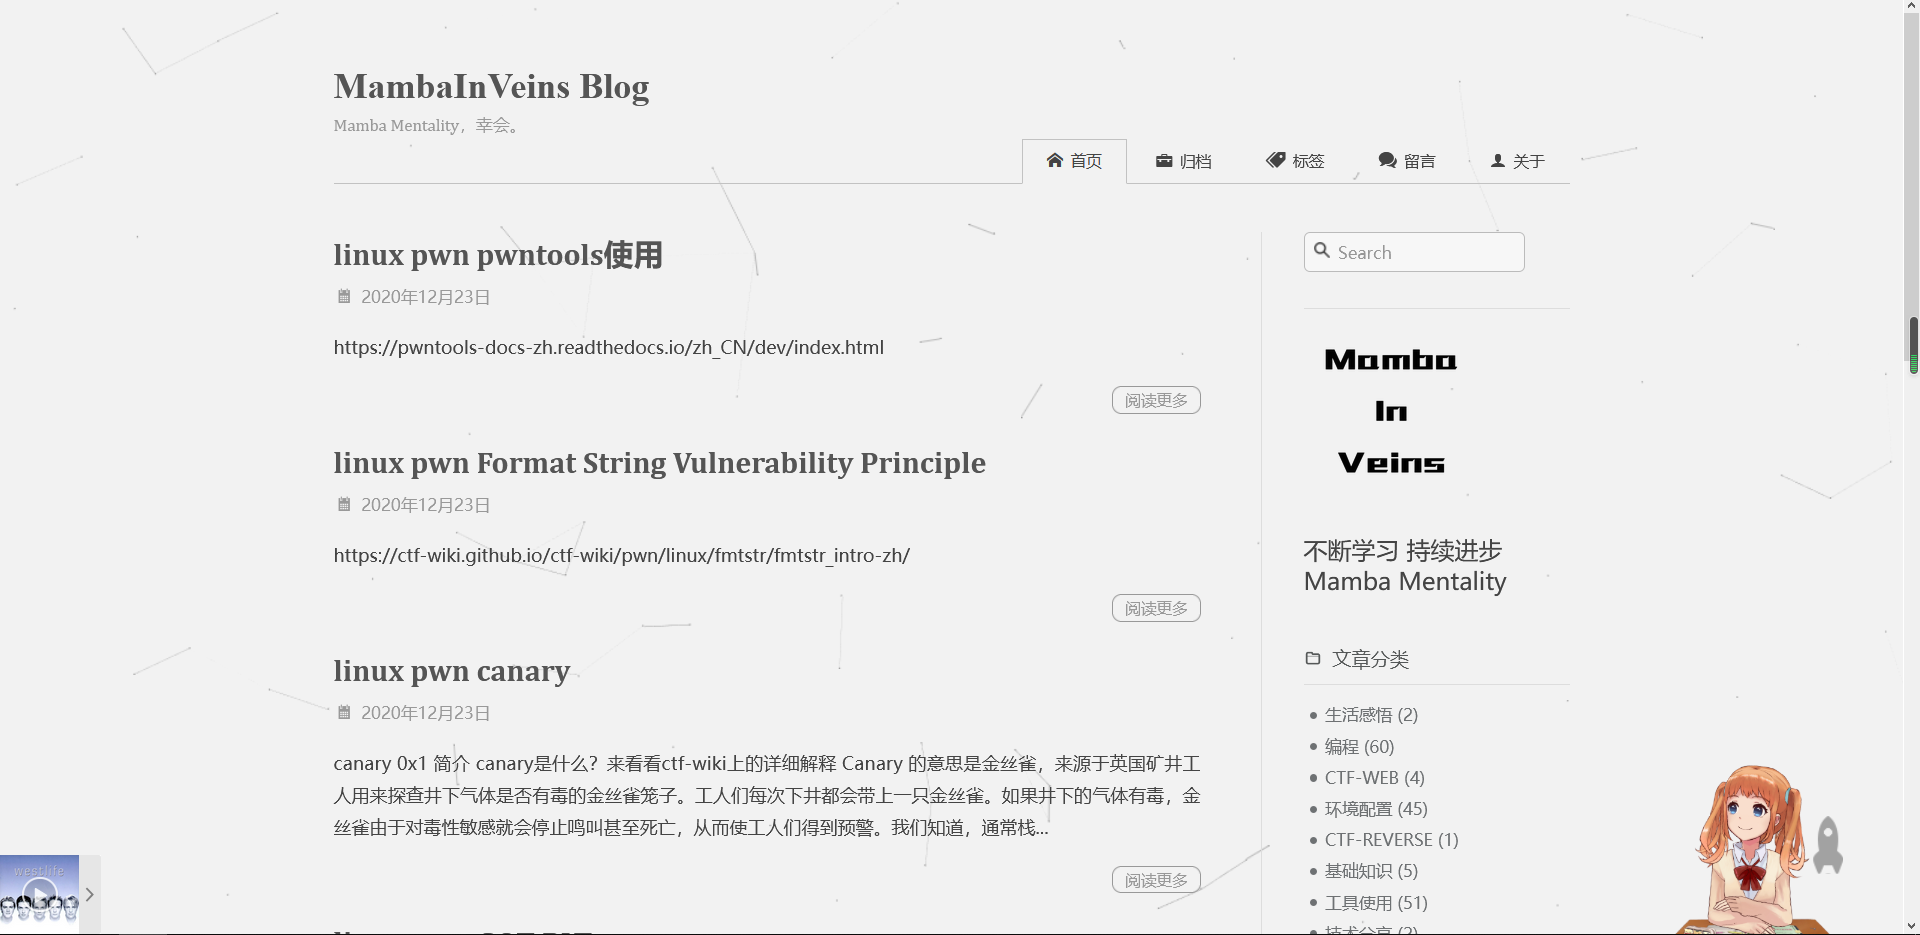 MambaInVeins Blog
Mamba Mentality，幸会。
首页 归档 标签 留言 关于
linux pwn pwntools使用
2020年12月23日
https://pwntools-docs-zh.readthedocs.io/zh_CN/dev/index.html
阅读更多
linux pwn Format String Vulnerability Principle
2020年12月23日
https://ctf-wiki.github.io/ctf-wiki/pwn/linux/fmtstr/fmtstr_intro-zh/
阅读更多
linux pwn canary
2020年12月23日
canary 0x1 简介 canary是什么？来看看ctf-wiki上的详细解释 Canary 的意思是金丝雀，来源于英国矿井工
人用来探查井下气体是否有毒的金丝雀笼子。工人们每次下井都会带上一只金丝雀。如果井下的气体有毒，金
丝雀由于对毒性敏感就会停止鸣叫甚至死亡，从而使工人们得到预警。我们知道，通常栈...
阅读更多
Search
Mamba
In
Veins
不断学习 持续进步
Mamba Mentality
文章分类
生活感悟 (2)
编程 (60)
CTF-WEB (4)
环境配置 (45)
CTF-REVERSE (1)
基础知识 (5)
工具使用 (51)
westlife